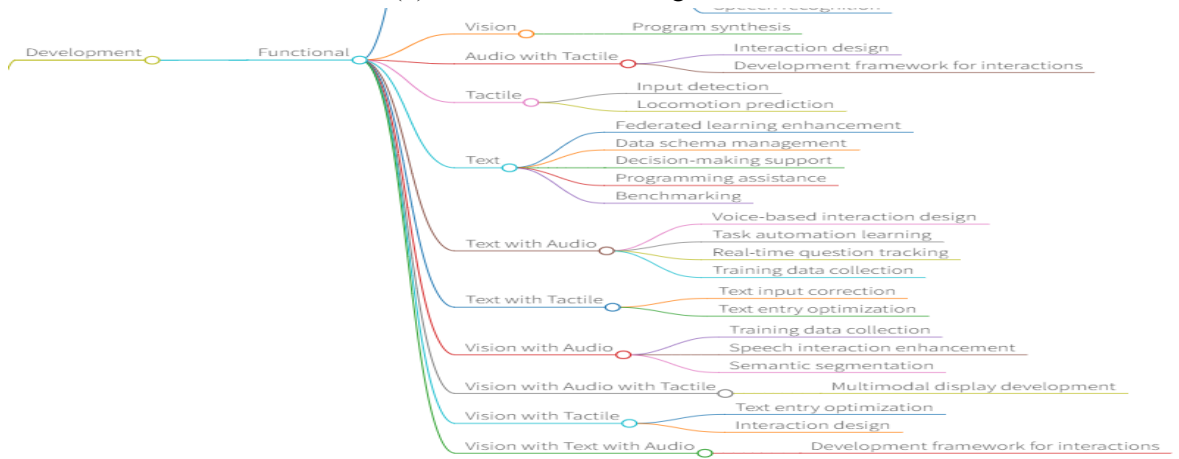 Speech recognition
Vision
Program synthesis
Development
Functional
Audio with Tactile
Interaction design
Development framework for interactions
Tactile
Input detection
Locomotion prediction
Text
Federated learning enhancement
Data schema management
Decision-making support
Programming assistance
Benchmarking
Text with Audio
Voice-based interaction design
Task automation learning
Real-time question tracking
Training data collection
Text with Tactile
Text input correction
Text entry optimization
Vision with Audio
Training data collection
Speech interaction enhancement
Semantic segmentation
Vision with Audio with Tactile
Multimodal display development
Vision with Tactile
Text entry optimization
Interaction design
Vision with Text with Audio
Development framework for interactions